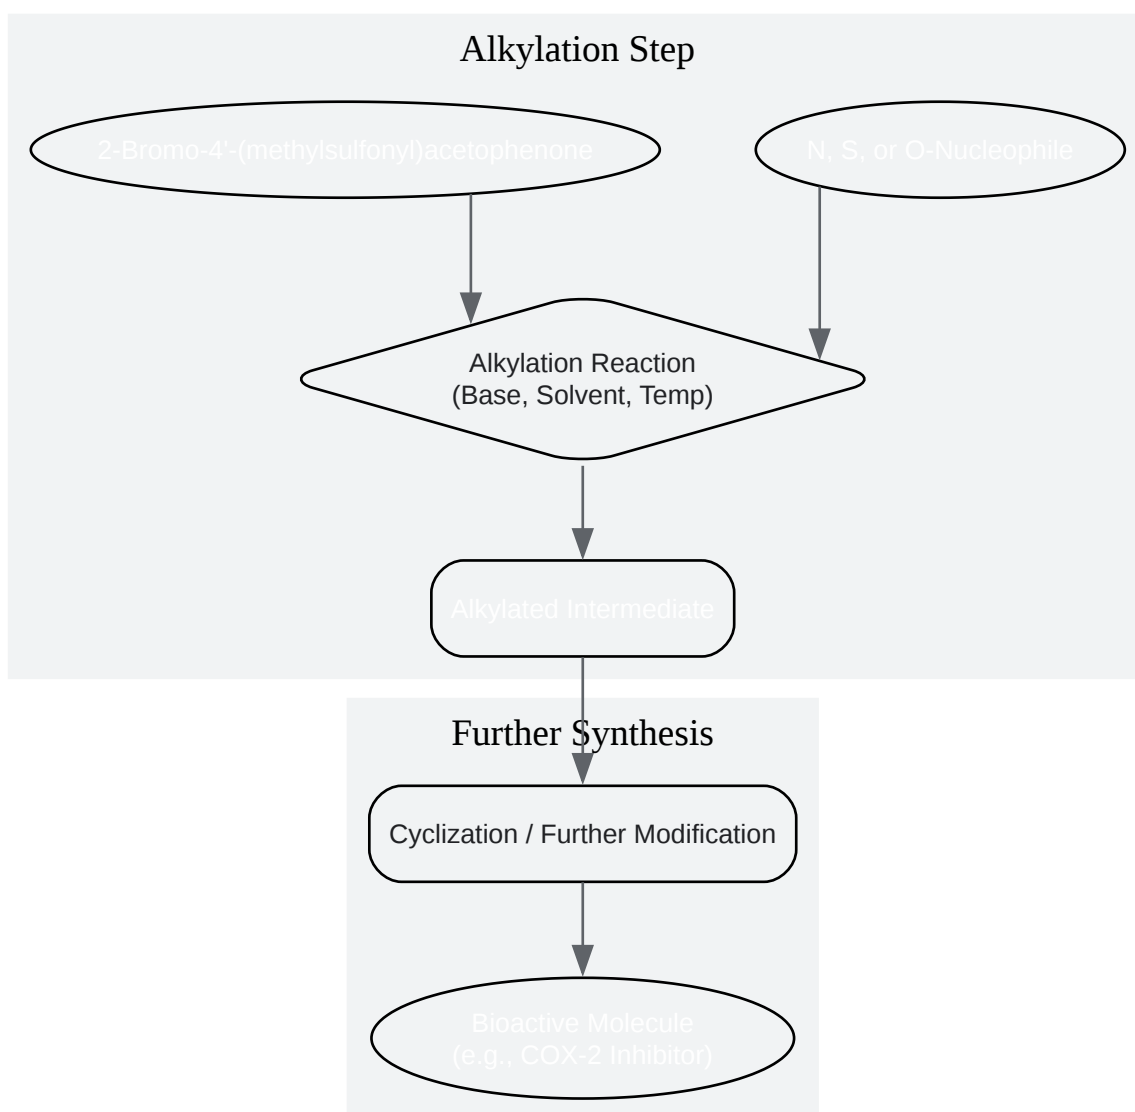 Alkylation Step
2-Bromo-4'-(methylsulfonyl)acetophenone
N, S, or O-Nucleophile
Alkylation Reaction
(Base, Solvent, Temp)
Alkylated Intermediate
Further Synthesis
Cyclization / Further Modification
Bioactive Molecule
(e.g., COX-2 Inhibitor)